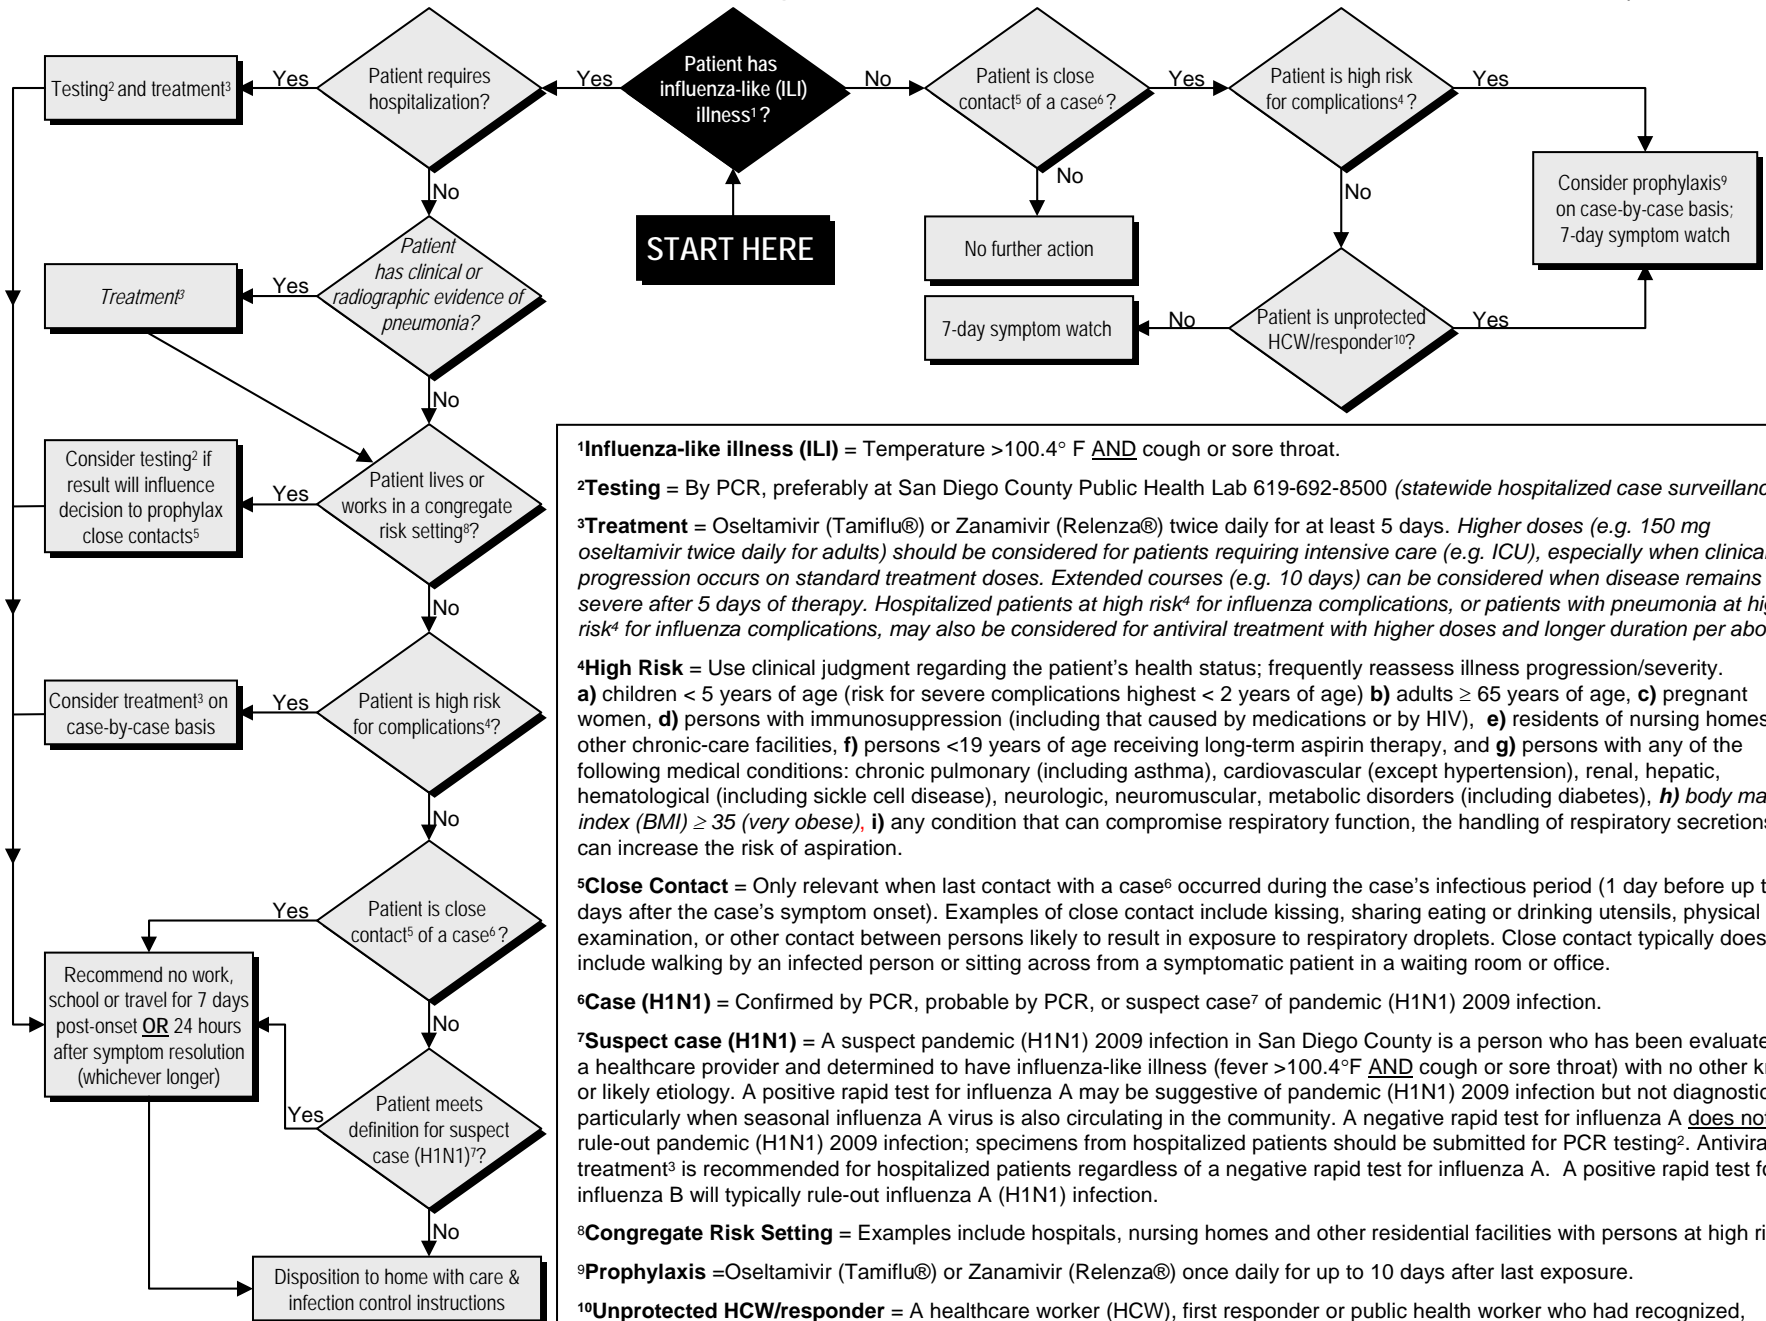 Testing² and treatment³
Yes
Patient requires
hospitalization?
Yes
Patient has
influenza-like (ILI)
illness¹ ?
No
Patient is close
contact⁵ of a case⁶ ?
Yes
Patient is high risk
for complications⁴ ?
Yes
No
No
No
START HERE
No further action
Consider prophylaxis⁹
on case-by-case basis;
7-day symptom watch
Treatment³
Yes
Patient
has clinical or
radiographic evidence of
pneumonia?
7-day symptom watch
No
Patient is unprotected
HCW/responder¹⁰?
Yes
No
Consider testing² if
result will influence
decision to prophylax
close contacts⁵
Yes
Patient lives or
works in a congregate
risk setting⁸?
No
Consider treatment³ on
case-by-case basis
Yes
Patient is high risk
for complications⁴?
No
Yes
Patient is close
contact⁵ of a case⁶ ?
Recommend no work,
school or travel for 7 days
post-onset OR 24 hours
after symptom resolution
(whichever longer)
No
Yes
Patient meets
definition for suspect
case (H1N1)⁷?
No
Disposition to home with care &
infection control instructions
¹Influenza-like illness (ILI) = Temperature >100.4° F AND cough or sore throat.
²Testing = By PCR, preferably at San Diego County Public Health Lab 619-692-8500 (statewide hospitalized case
³Treatment = Oseltamivir (Tamiflu®) or Zanamivir (Relenza®) twice daily for at least 5 days. Higher doses (e.g. 150 mg
oseltamivir twice daily for adults) should be considered for patients requiring intensive care (e.g. ICU), especially when clinical
progression occurs on standard treatment doses. Extended courses (e.g. 10 days) can be considered when disease remains
severe after 5 days of therapy. Hospitalized patients at high risk⁴ for influenza complications, or patients with pneumonia at
risk⁴ for influenza complications, may also be considered for antiviral treatment with higher doses and longer duration per
⁴High Risk = Use clinical judgment regarding the patient's health status; frequently reassess illness progression/severity.
a) children < 5 years of age (risk for severe complications highest < 2 years of age) b) adults ≥ 65 years of age, c) pregnant
women, d) persons with immunosuppression (including that caused by medications or by HIV), e) residents of nursing homes
other chronic-care facilities, f) persons <19 years of age receiving long-term aspirin therapy, and g) persons with any of the
following medical conditions: chronic pulmonary (including asthma), cardiovascular (except hypertension), renal, hepatic,
hematological (including sickle cell disease), neurologic, neuromuscular, metabolic disorders (including diabetes), h) body
index (BMI) ≥ 35 (very obese), i) any condition that can compromise respiratory function, the handling of respiratory secretions
can increase the risk of aspiration.
⁵Close Contact = Only relevant when last contact with a case⁶ occurred during the case's infectious period (1 day before up
days after the case's symptom onset). Examples of close contact include kissing, sharing eating or drinking utensils, physical
examination, or other contact between persons likely to result in exposure to respiratory droplets. Close contact typically does
include walking by an infected person or sitting across from a symptomatic patient in a waiting room or office.
⁶Case (H1N1) = Confirmed by PCR, probable by PCR, or suspect case⁷ of pandemic (H1N1) 2009 infection.
⁷Suspect case (H1N1) = A suspect pandemic (H1N1) 2009 infection in San Diego County is a person who has been
a healthcare provider and determined to have influenza-like illness (fever >100.4°F AND cough or sore throat) with no other
or likely etiology. A positive rapid test for influenza A may be suggestive of pandemic (H1N1) 2009 infection but not diagnostic
particularly when seasonal influenza A virus is also circulating in the community. A negative rapid test for influenza A does not
rule-out pandemic (H1N1) 2009 infection; specimens from hospitalized patients should be submitted for PCR testing². 
treatment³ is recommended for hospitalized patients regardless of a negative rapid test for influenza A. A positive rapid test
influenza B will typically rule-out influenza A (H1N1) infection.
⁸Congregate Risk Setting = Examples include hospitals, nursing homes and other residential facilities with persons at high
⁹Prophylaxis =Oseltamivir (Tamiflu®) or Zanamivir (Relenza®) once daily for up to 10 days after last exposure.
¹⁰Unprotected HCW/responder = A healthcare worker (HCW), first responder or public health worker who had recognized,